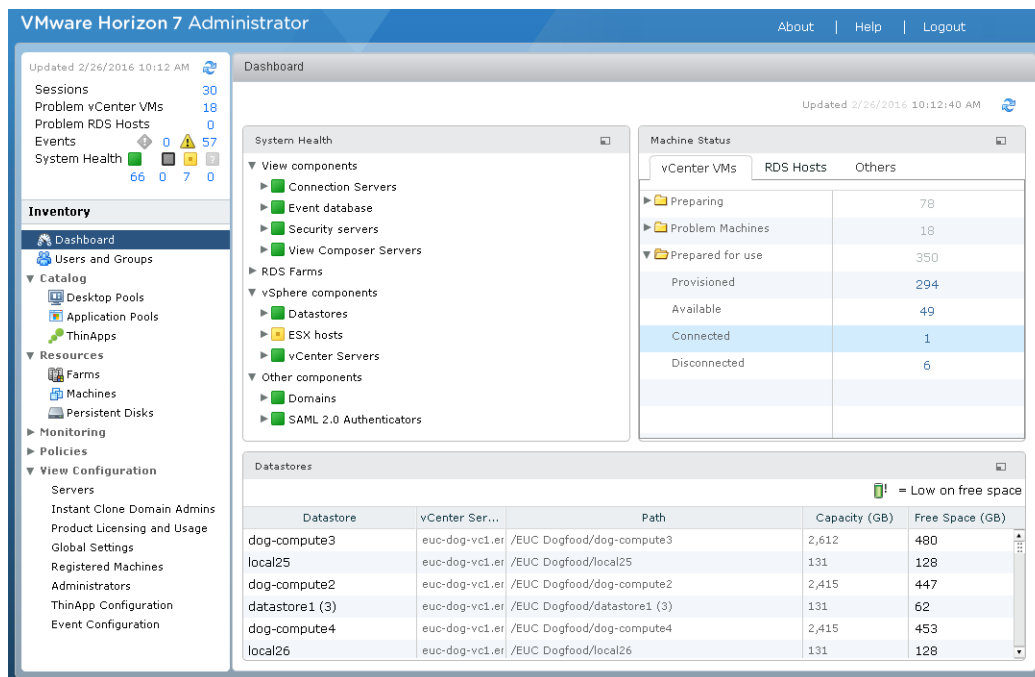 VMware Horizon 7 Administrator
About | Help | Logout
Updated 2/26/2016 10:12 AM
Sessions 30
Problem vCenter VMs 18
Problem RDS Hosts 0
Events 0 57
System Health
66 0 7 0
Inventory
Dashboard
Users and Groups
Catalog
Desktop Pools
Application Pools
ThinApps
Resources
Farms
Machines
Persistent Disks
Monitoring
Policies
View Configuration
Servers
Instant Clone Domain Admins
Product Licensing and Usage
Global Settings
Registered Machines
Administrators
ThinApp Configuration
Event Configuration
Dashboard
Updated 2/26/2016 10:12:40 AM
System Health
View components
Connection Servers
Event database
Security servers
View Composer Servers
RDS Farms
vSphere components
Datastores
ESX hosts
vCenter Servers
Other components
Domains
SAML 2.0 Authenticators
Machine Status
vCenter VMs RDS Hosts Others
Preparing 78
Problem Machines 18
Prepared for use 350
Provisioned 294
Available 49
Connected 1
Disconnected 6
Datastores
! = Low on free space
Datastore vCenter Ser... Path Capacity (GB) Free Space (GB)
dog-compute3 euc-dog-vc1.er /EUC Dogfood/dog-compute3 2,612 480
local25 euc-dog-vc1.er /EUC Dogfood/local25 131 128
dog-compute2 euc-dog-vc1.er /EUC Dogfood/dog-compute2 2,415 447
datastore1 (3) euc-dog-vc1.er /EUC Dogfood/datastore1 (3) 131 62
dog-compute4 euc-dog-vc1.er /EUC Dogfood/dog-compute4 2,415 453
local26 euc-dog-vc1.er /EUC Dogfood/local26 131 128